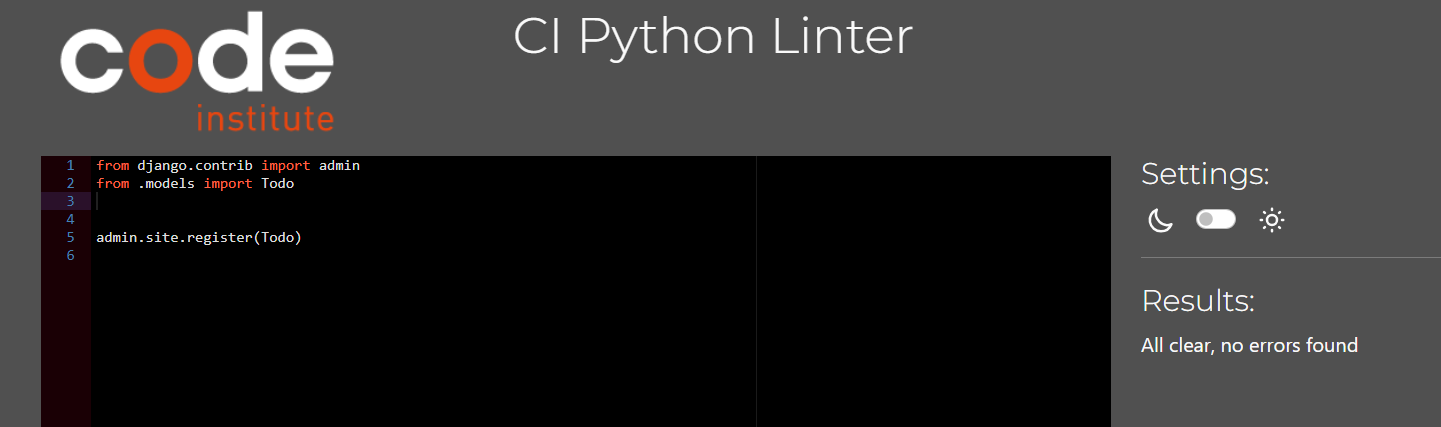 code
institute
CI Python Linter
1 from django.contrib import admin
2 from .models import Todo
3
4
5 admin.site.register(Todo)
6
Settings:
Results:
All clear, no errors found